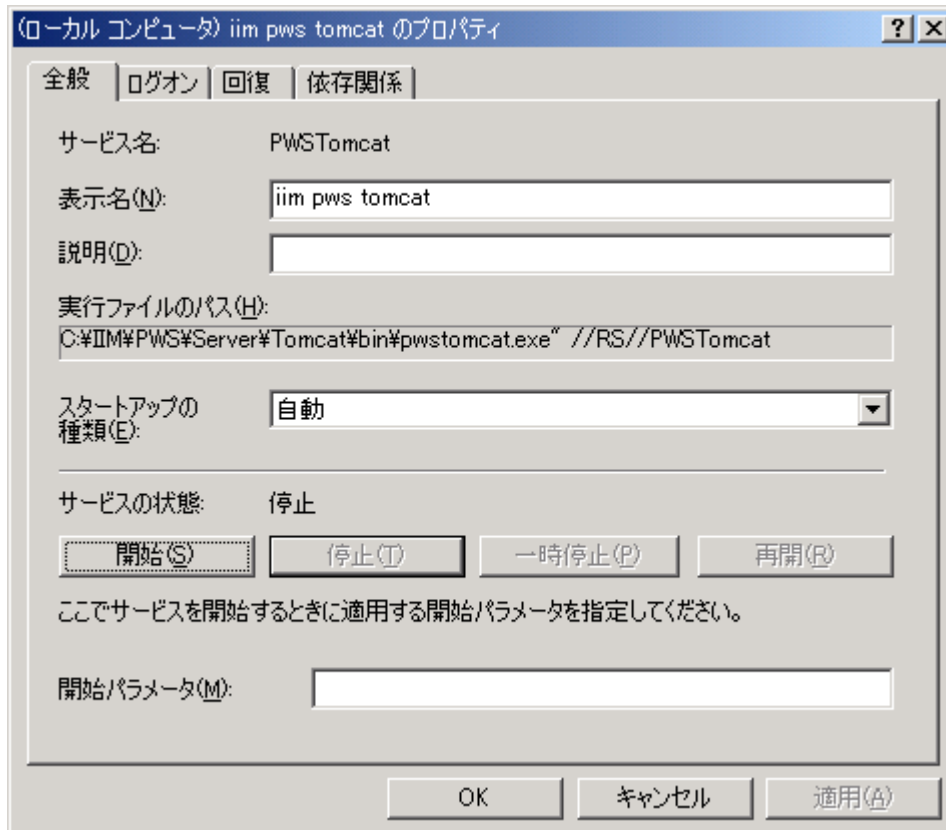 (ローカル コンピュータ) iim pws tomcat のプロパティ
全般 ログオン 回復 依存関係
サービス名: PWSTomcat
表示名(N): iim pws tomcat
説明(D):
実行ファイルのパス(H):
C:¥IIM¥PWS¥Server¥Tomcat¥bin¥pwstomcat.exe" //RS//PWSTomcat
スタートアップの
種類(E): 自動
サービスの状態: 停止
開始(S) 停止(T) 一時停止(P) 再開(R)
ここでサービスを開始するときに適用する開始パラメータを指定してください。
開始パラメータ(M):
OK キャンセル 適用(A)